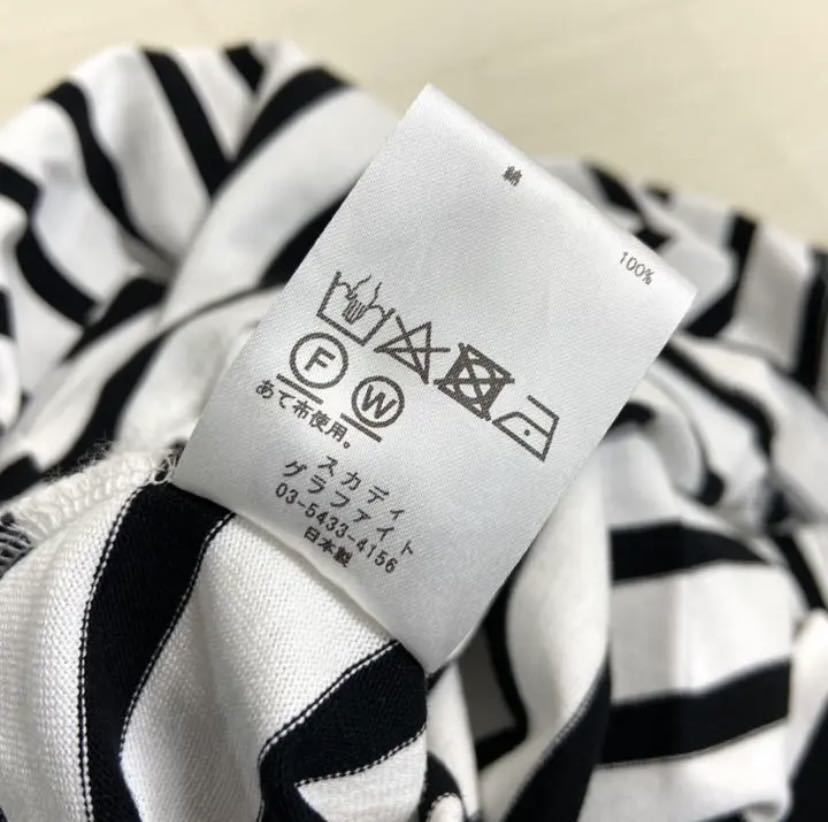 綿 100%
F
W
あて布使用。
スカディ
グラファイト
03-5433-4156
日本製